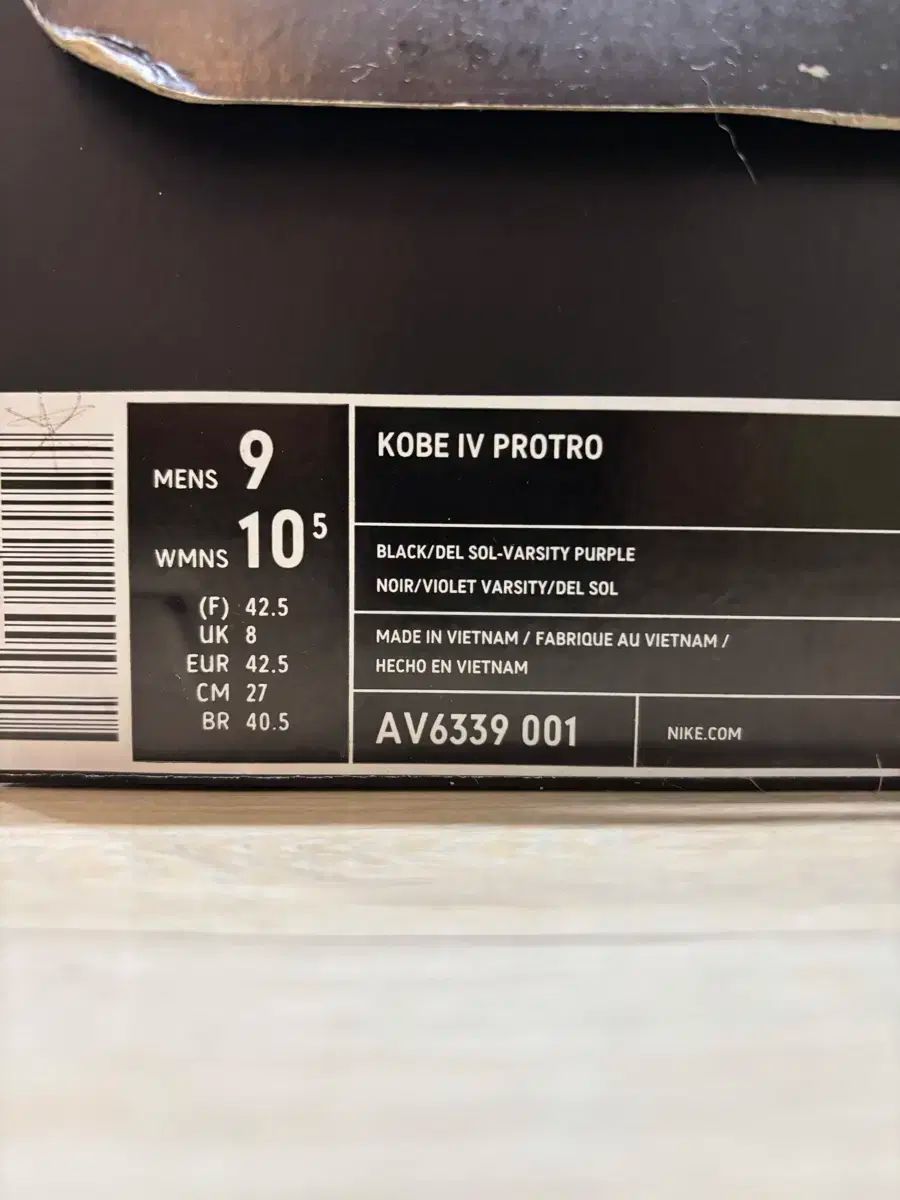 MENS 9
WMNS 10 5
(F) 42.5
UK 8
EUR 42.5
CM 27
BR 40.5
KOBE IV PROTRO
BLACK/DEL SOL-VARSITY PURPLE
NOIR/VIOLET VARSITY/DEL SOL
MADE IN VIETNAM / FABRIQUE AU VIETNAM /
HECHO EN VIETNAM
AV6339 001
NIKE.COM